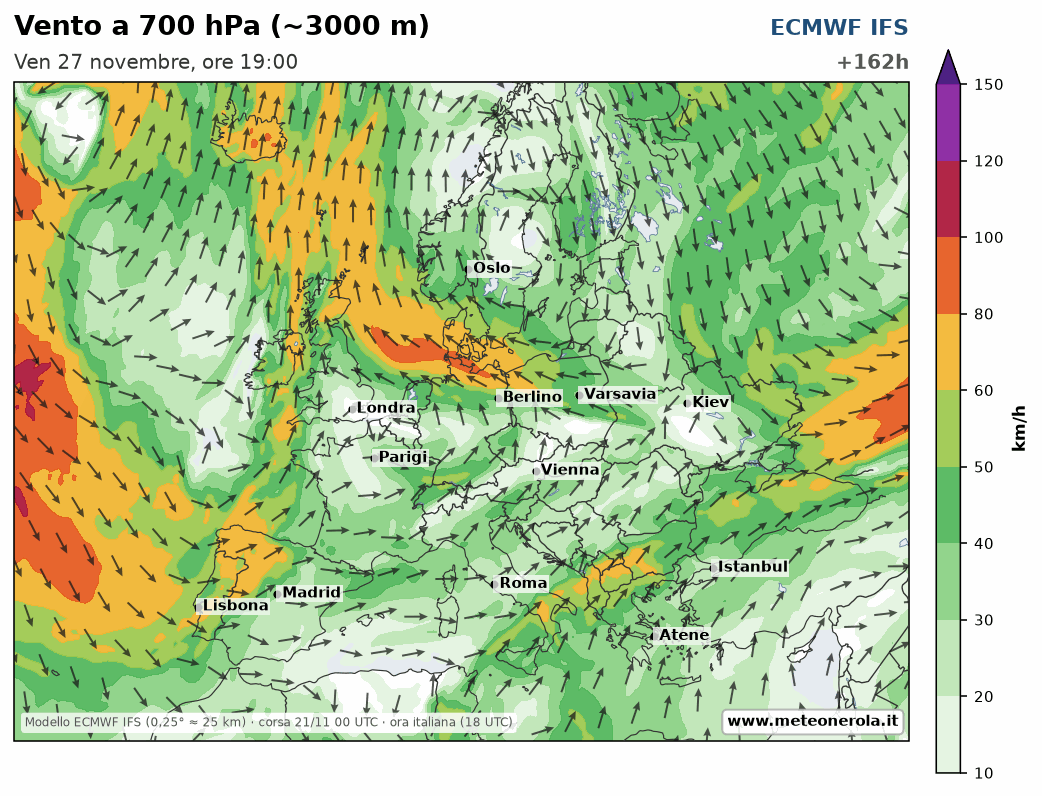 Vento a 700 hPa (~3000 m)
ECMWF IFS
Ven 27 novembre, ore 19:00
+162h
150
120
100
80
60
50
40
30
20
10
km/h
Oslo
Londra
Berlino
Varsavia
Kiev
Parigi
Vienna
Roma
Istanbul
Madrid
Lisbona
Atene
Modello ECMWF IFS (0,25° ≈ 25 km) · corsa 21/11 00 UTC · ora italiana (18 UTC)
www.meteonerola.it